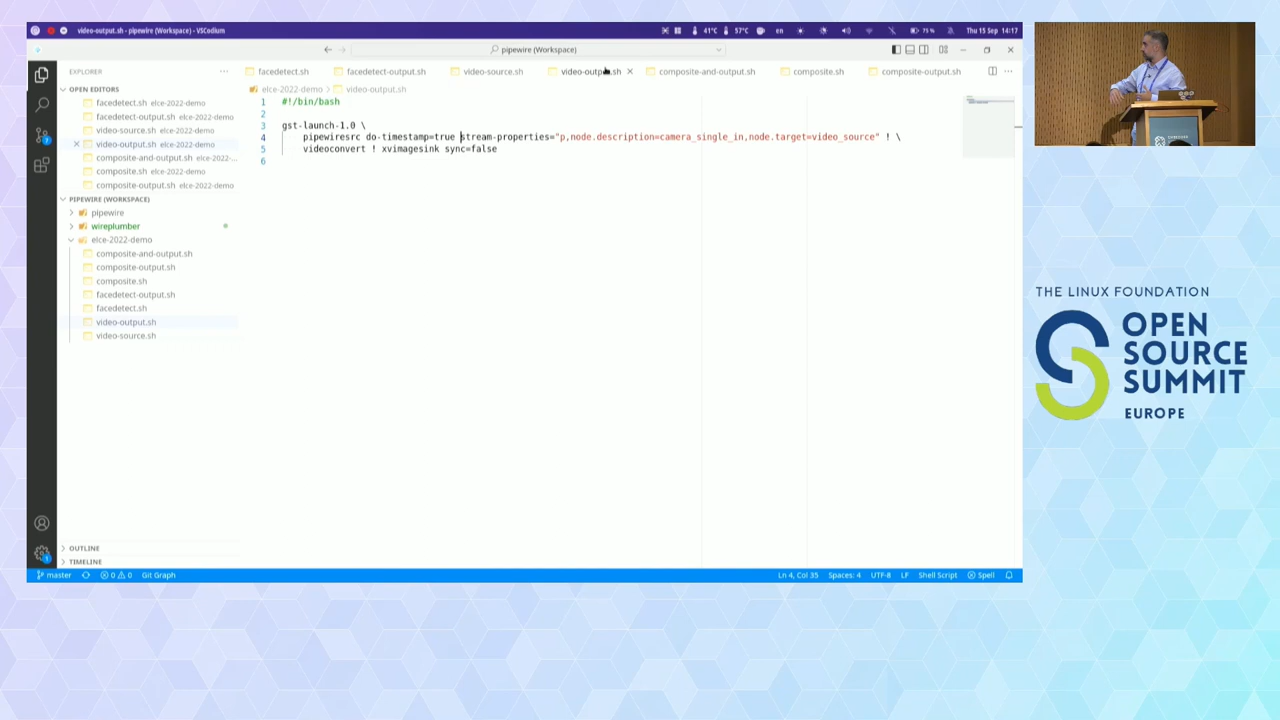 video-output.sh - pipewire (Workspace) - VSCodium
41°C
57°C
en
75 %
Thu 15 Sep 14:17
pipewire (Workspace)
EXPLORER
facedetect.sh
facedetect-output.sh
video-source.sh
video-output.sh
composite-and-output.sh
composite.sh
composite-output.sh
OPEN EDITORS
facedetect.sh elce-2022-demo
facedetect-output.sh elce-2022-demo
video-source.sh elce-2022-demo
video-output.sh elce-2022-demo
composite-and-output.sh elce-2022-...
composite.sh elce-2022-demo
composite-output.sh elce-2022-demo
PIPEWIRE (WORKSPACE)
pipewire
wireplumber
elce-2022-demo
composite-and-output.sh
composite-output.sh
composite.sh
facedetect-output.sh
facedetect.sh
video-output.sh
video-source.sh
OUTLINE
TIMELINE
elce-2022-demo > video-output.sh
1 #!/bin/bash
2
3 gst-launch-1.0 \
4 pipewiresrc do-timestamp=true stream-properties="p,node.description=camera_single_in,node.target=video_source" ! \
5 videoconvert ! xvimagesink sync=false
6
master
0 0
Git Graph
Ln 4, Col 35
Spaces: 4
UTF-8
LF
Shell Script
Spell
THE LINUX FOUNDATION
OPEN
SOURCE
SUMMIT
EUROPE